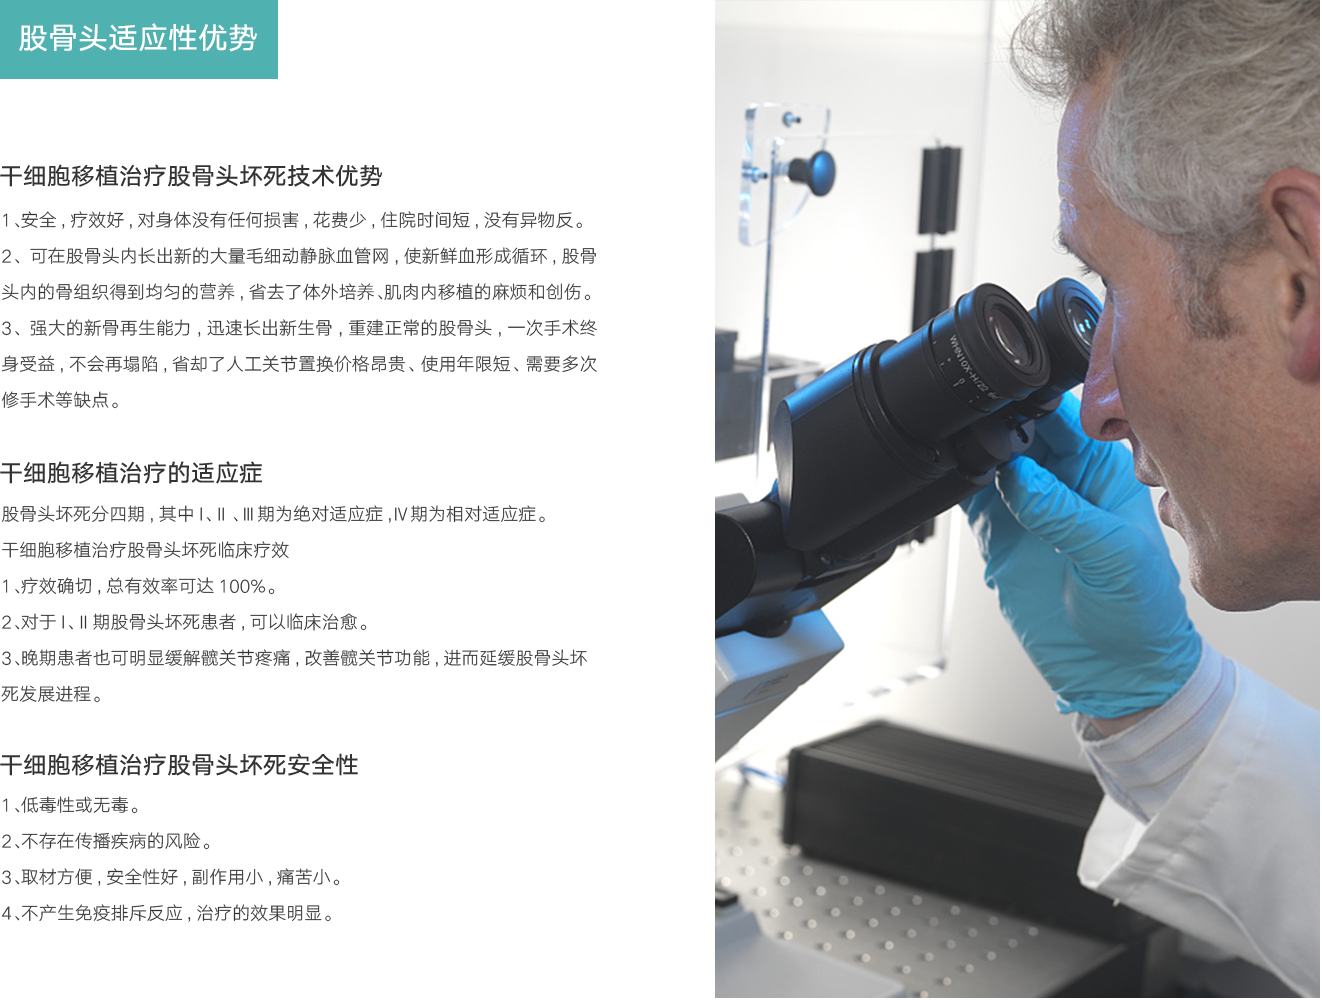 股骨头适应性优势
干细胞移植治疗股骨头坏死技术优势
1、安全,疗效好,对身体没有任何损害,花费少,住院时间短,没有异物反。
2、可在股骨头内长出新的大量毛细动静脉血管网,使新鲜血形成循环,股骨
头内的骨组织得到均匀的营养,省去了体外培养、肌肉内移植的麻烦和创伤。
3、强大的新骨再生能力,迅速长出新生骨,重建正常的股骨头,一次手术终
身受益,不会再塌陷,省却了人工关节置换价格昂贵、使用年限短、需要多次
修手术等缺点。
干细胞移植治疗的适应症
股骨头坏死分四期,其中Ⅰ、Ⅱ、Ⅲ期为绝对适应症,Ⅳ期为相对适应症。
干细胞移植治疗股骨头坏死临床疗效
1、疗效确切,总有效率可达100%。
2、对于Ⅰ、Ⅱ期股骨头坏死患者,可以临床治愈。
3、晚期患者也可明显缓解髋关节疼痛,改善髋关节功能,进而延缓股骨头坏
死发展进程。
干细胞移植治疗股骨头坏死安全性
1、低毒性或无毒。
2、不存在传播疾病的风险。
3、取材方便,安全性好,副作用小,痛苦小。
4、不产生免疫排斥反应,治疗的效果明显。
WHN10X-H/22